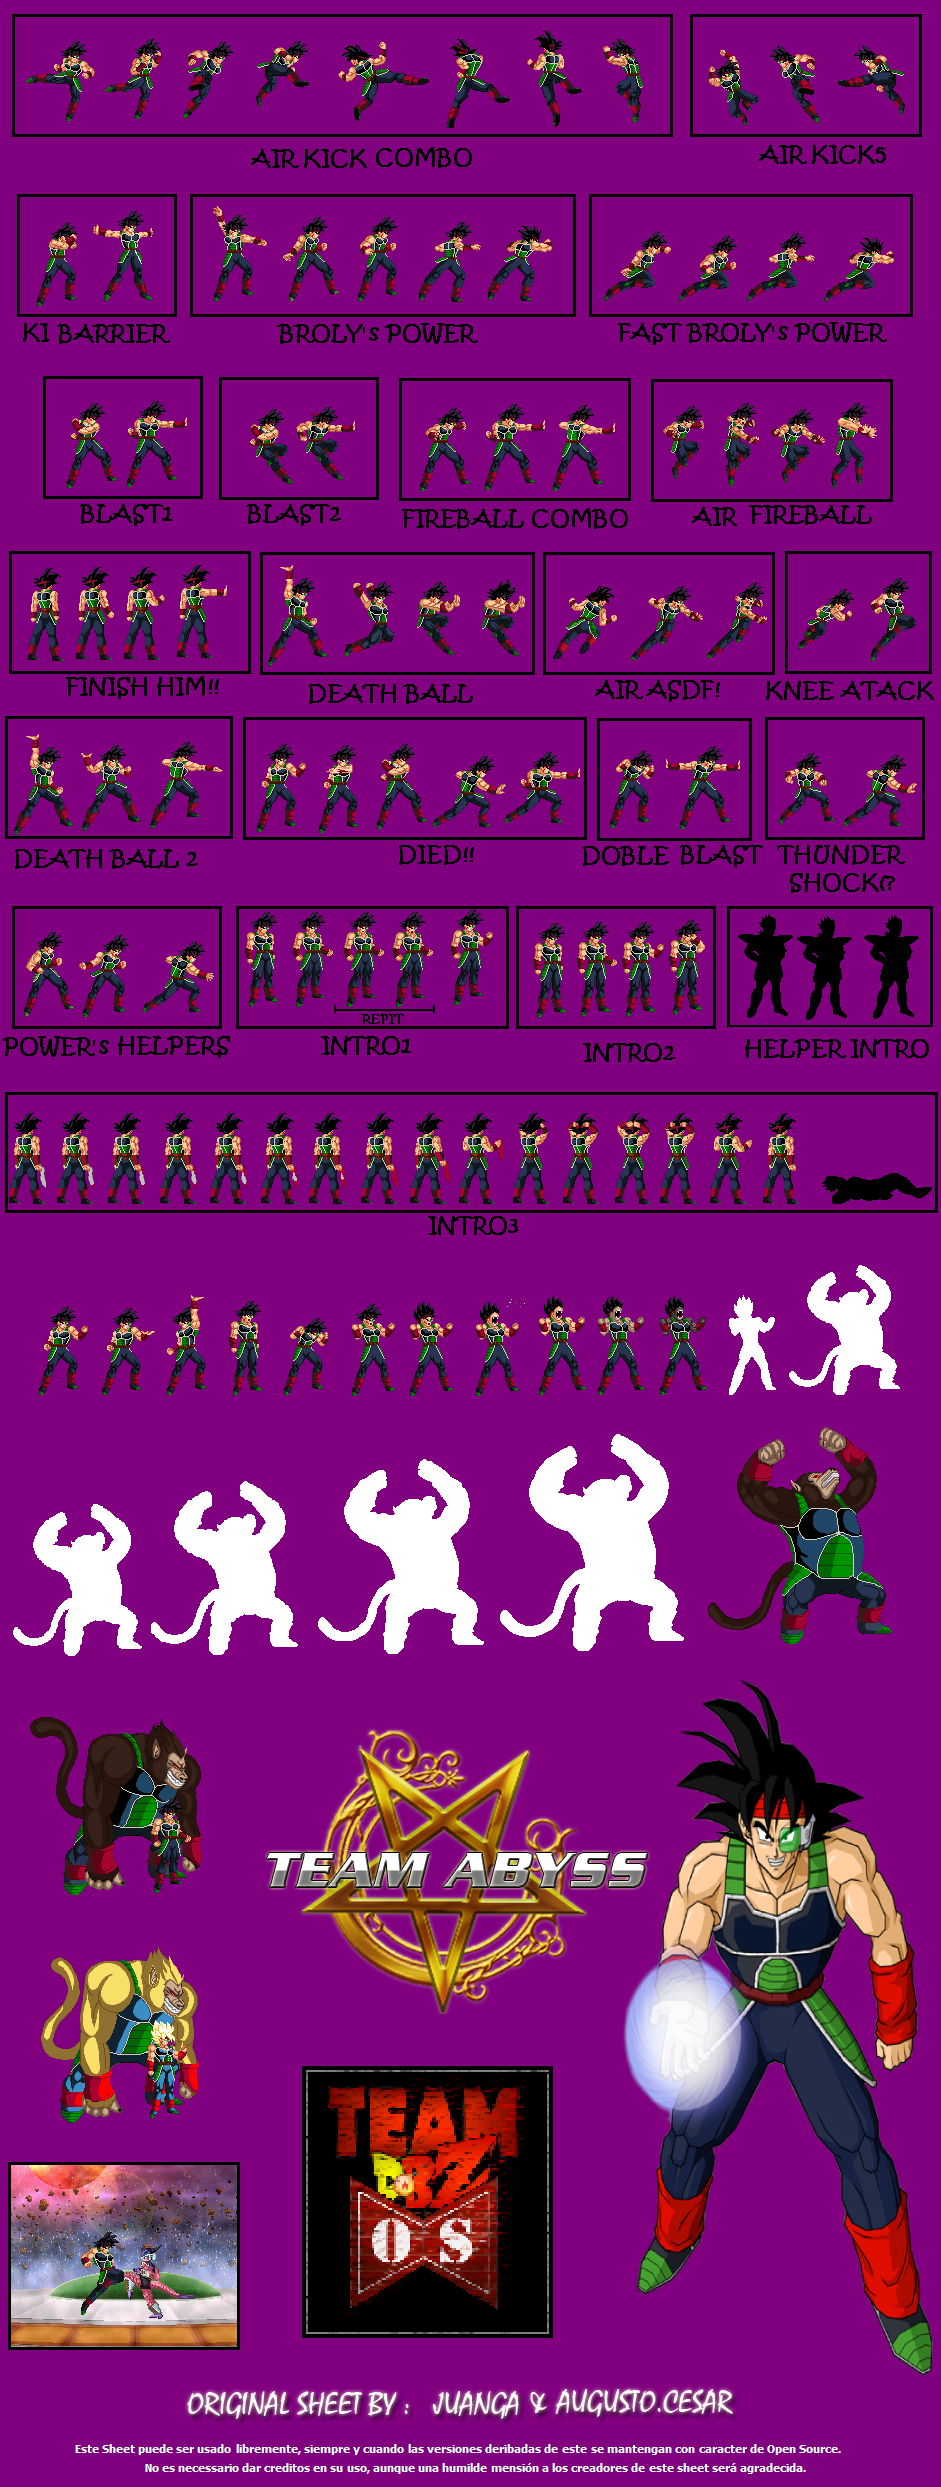 AIR KICK COMBO
AIR KICK5
KI BARRIER
BROLY's POWER
FAST BROLY's POWER
BLAST1
BLAST2
FIREBALL COMBO
AIR FIREBALL
FINISH HIM!!
DEATH BALL
AIR ASDF!
KNEE ATACK
DEATH BALL 2
DIED!!
DOBLE BLAST
THUNDER
SHOCK(?
POWER's HELPERS
REPIT
INTRO1
INTRO2
HELPER INTRO
INTRO3
TEAM ABYSS
TEAM
DBZ
OS
ORIGINAL SHEET BY : JUANGA & AUGUSTO.CESAR
Este Sheet puede ser usado libremente, siempre y cuando las versiones deribadas de este se mantengan con caracter de Open Source.
No es necessario dar creditos en su uso, aunque una humilde mensión a los creadores de este sheet será agradecida.